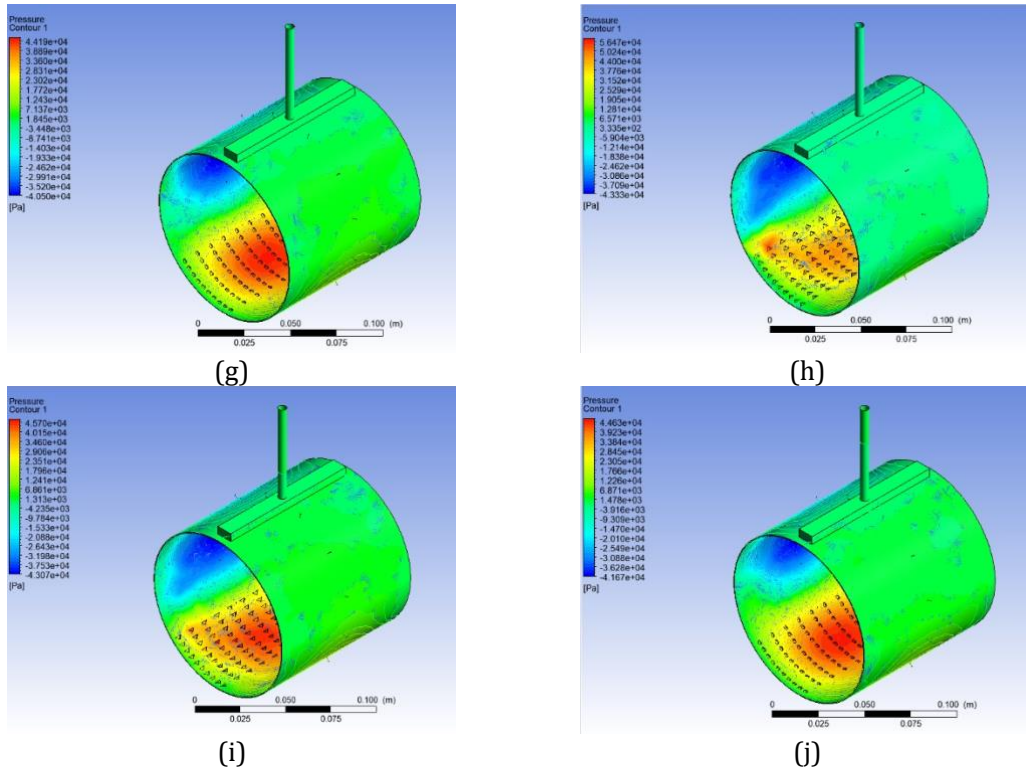 Pressure
Contour 1
4.419e+04
3.889e+04
3.360e+04
2.831e+04
2.302e+04
1.772e+04
1.243e+04
7.137e+03
1.845e+03
-3.448e+03
-8.741e+03
-1.403e+04
-1.933e+04
-2.462e+04
-2.991e+04
-3.520e+04
-4.050e+04
[Pa]
0 0.050 0.100 (m)
0.025 0.075
(g)
Pressure
Contour 1
5.647e+04
5.024e+04
4.400e+04
3.776e+04
3.152e+04
2.529e+04
1.905e+04
1.281e+04
6.571e+03
3.335e+02
-5.904e+03
-1.214e+04
-1.838e+04
-2.462e+04
-3.086e+04
-3.709e+04
-4.333e+04
[Pa]
0 0.050 0.100 (m)
0.025 0.075
(h)
Pressure
Contour 1
4.570e+04
4.015e+04
3.460e+04
2.906e+04
2.351e+04
1.796e+04
1.241e+04
6.861e+03
1.313e+03
-4.235e+03
-9.784e+03
-1.533e+04
-2.088e+04
-2.643e+04
-3.198e+04
-3.753e+04
-4.307e+04
[Pa]
0 0.050 0.100 (m)
0.025 0.075
(i)
Pressure
Contour 1
4.463e+04
3.923e+04
3.384e+04
2.845e+04
2.305e+04
1.766e+04
1.226e+04
6.871e+03
1.478e+03
-3.916e+03
-9.309e+03
-1.470e+04
-2.010e+04
-2.549e+04
-3.088e+04
-3.628e+04
-4.167e+04
[Pa]
0 0.050 0.100 (m)
0.025 0.075
(j)